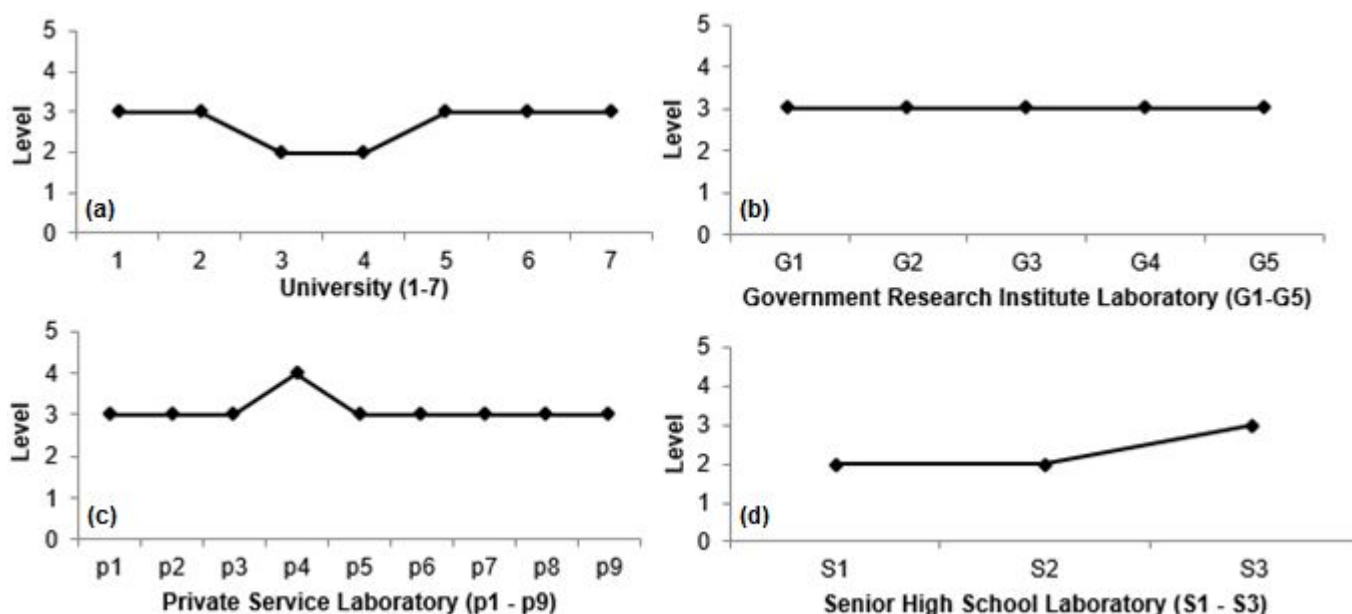 5
4
3
2
1
0
Level
(a)
1 2 3 4 5 6 7
University (1-7)
5
4
3
2
1
0
Level
(b)
G1 G2 G3 G4 G5
Government Research Institute Laboratory (G1-G5)
5
4
3
2
1
0
Level
(c)
p1 p2 p3 p4 p5 p6 p7 p8 p9
Private Service Laboratory (p1 - p9)
5
4
3
2
1
0
Level
(d)
S1 S2 S3
Senior High School Laboratory (S1 - S3)